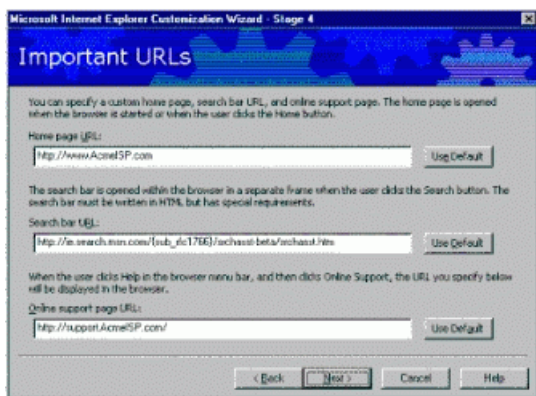 Microsoft Internet Explorer Customization Wizard - Stage 4
Important URLs
You can specify a custom home page, search bar URL, and online support page. The home page is opened
when the browser is started or when the user clicks the Home button.
Home page URL:
http://www.AcmeISP.com
Use Default
The search bar is opened within the browser in a separate frame when the user clicks the Search button. The
search bar must be written in HTML, but has special requirements.
Search bar URL:
http://ie.search.msn.com/{sub_rfc1766}/srchasst-beta/srchasst.htm
Use Default
When the user clicks Help in the browser menu bar, and then clicks Online Support, the URL you specify below
will be displayed in the browser.
Online support page URL:
http://support.AcmeISP.com/
Use Default
< Back
Next >
Cancel
Help